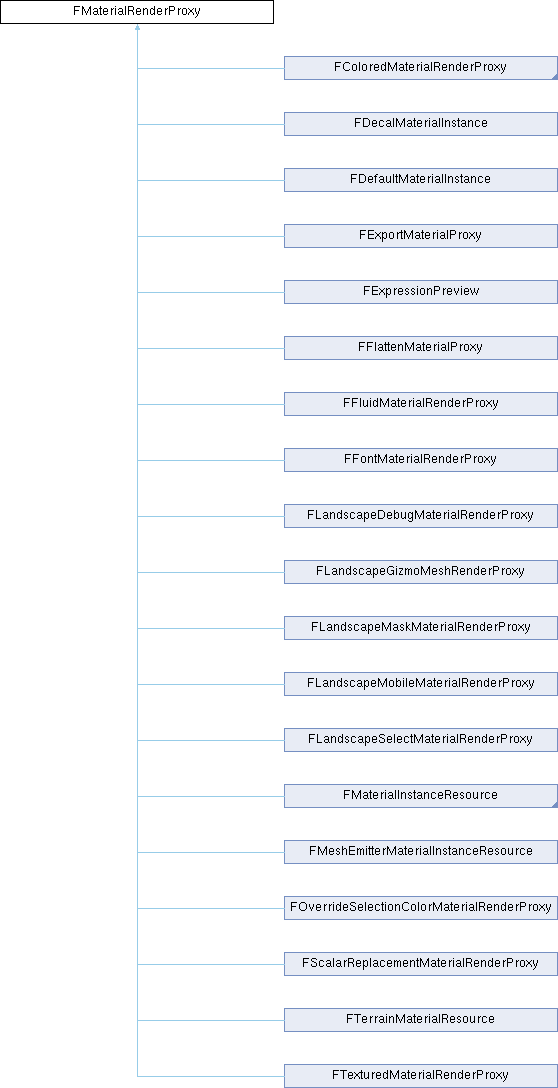 FMaterialRenderProxy
FColoredMaterialRenderProxy
FDecalMaterialInstance
FDefaultMaterialInstance
FExportMaterialProxy
FExpressionPreview
FFlattenMaterialProxy
FFluidMaterialRenderProxy
FFontMaterialRenderProxy
FLandscapeDebugMaterialRenderProxy
FLandscapeGizmoMeshRenderProxy
FLandscapeMaskMaterialRenderProxy
FLandscapeMobileMaterialRenderProxy
FLandscapeSelectMaterialRenderProxy
FMaterialInstanceResource
FMeshEmitterMaterialInstanceResource
FOverrideSelectionColorMaterialRenderProxy
FScalarReplacementMaterialRenderProxy
FTerrainMaterialResource
FTexturedMaterialRenderProxy